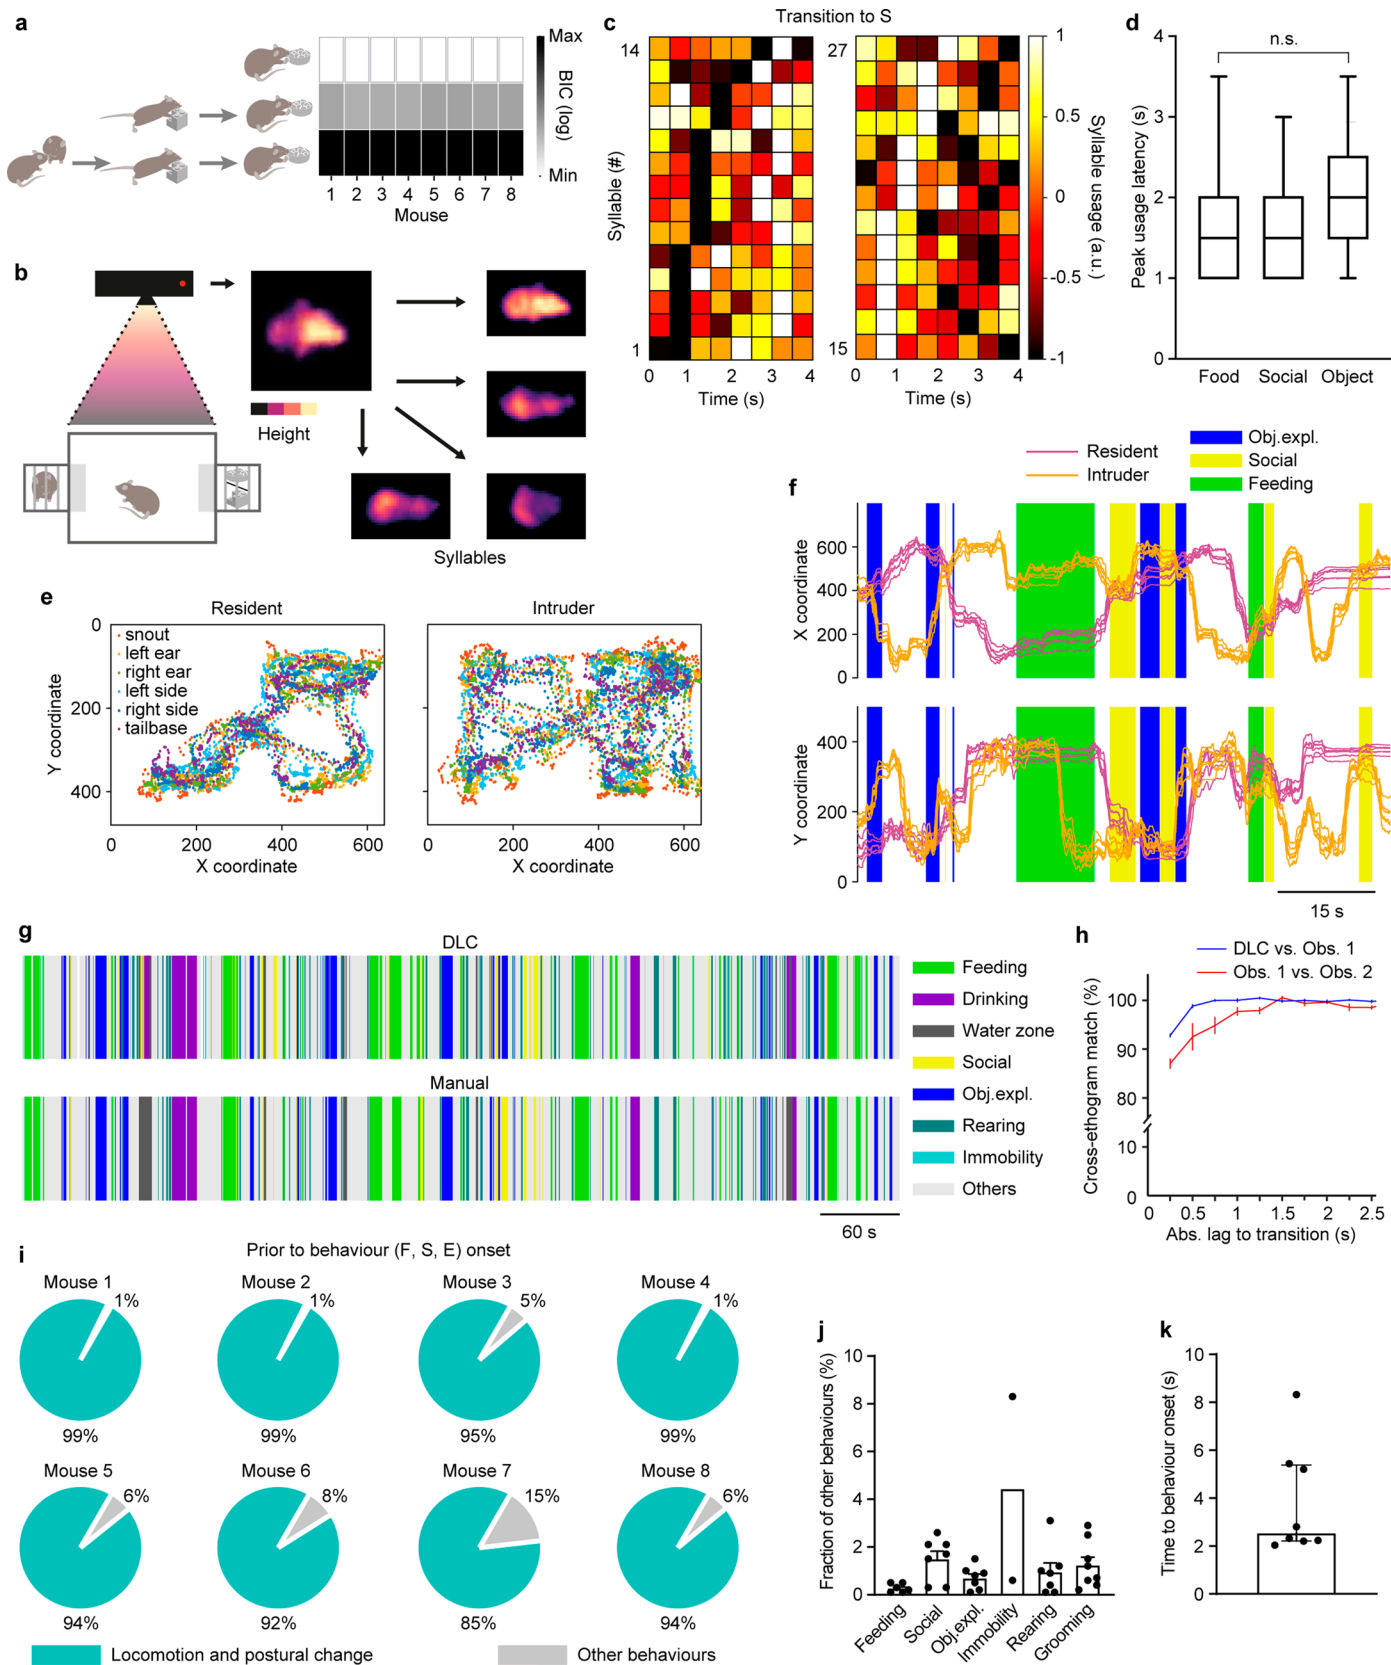 a
Max
BIC (log)
Min
1 2 3 4 5 6 7 8
Mouse
b
Height
Syllables
c
Transition to S
14
Syllable (#)
1
0 1 2 3 4
Time (s)
27
15
0 1 2 3 4
Time (s)
1
0.5
0
-0.5
-1
Syllable usage (a.u.)
d
n.s.
Peak usage latency (s)
4
3
2
1
0
Food Social Object
e
Resident
Intruder
snout
left ear
right ear
left side
right side
tailbase
Y coordinate
0
200
400
0 200 400 600
X coordinate
0 200 400 600
X coordinate
f
Resident
Intruder
Obj.expl.
Social
Feeding
X coordinate
600
400
200
0
Y coordinate
400
200
0
15 s
g
DLC
Manual
Feeding
Drinking
Water zone
Social
Obj.expl.
Rearing
Immobility
Others
60 s
h
DLC vs. Obs. 1
Obs. 1 vs. Obs. 2
Cross-ethogram match (%)
100
90
80
10
0
0 0.5 1 1.5 2 2.5
Abs. lag to transition (s)
i
Prior to behaviour (F, S, E) onset
Mouse 1 Mouse 2 Mouse 3 Mouse 4
1% 1% 5% 1%
99% 99% 95% 99%
Mouse 5 Mouse 6 Mouse 7 Mouse 8
6% 8% 15% 6%
94% 92% 85% 94%
Locomotion and postural change
Other behaviours
j
Fraction of other behaviours (%)
10
8
6
4
2
0
Feeding
Social
Obj.expl.
Immobility
Rearing
Grooming
k
Time to behaviour onset (s)
10
8
6
4
2
0